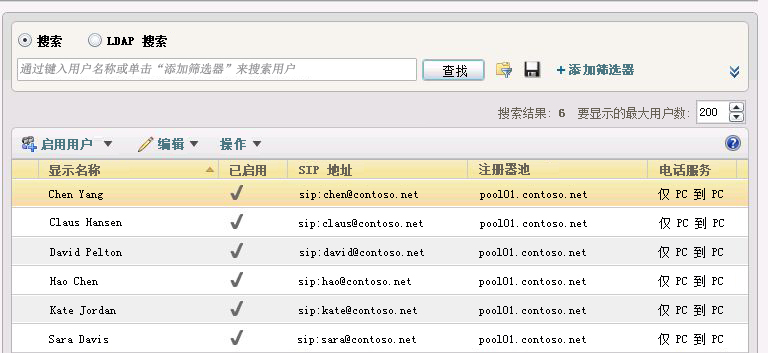 搜索 LDAP 搜索
通过键入用户名称或单击“添加筛选器”来搜索用户 查找 +添加筛选器
搜索结果: 6 要显示的最大用户数: 200
启用用户 编辑 操作
显示名称 已启用 SIP 地址 注册器池 电话服务
Chen Yang sip:chen@contoso.net pool01.contoso.net 仅 PC 到 PC
Claus Hansen sip:claus@contoso.net pool01.contoso.net 仅 PC 到 PC
David Pelton sip:david@contoso.net pool01.contoso.net 仅 PC 到 PC
Hao Chen sip:hao@contoso.net pool01.contoso.net 仅 PC 到 PC
Kate Jordan sip:kate@contoso.net pool01.contoso.net 仅 PC 到 PC
Sara Davis sip:sara@contoso.net pool01.contoso.net 仅 PC 到 PC